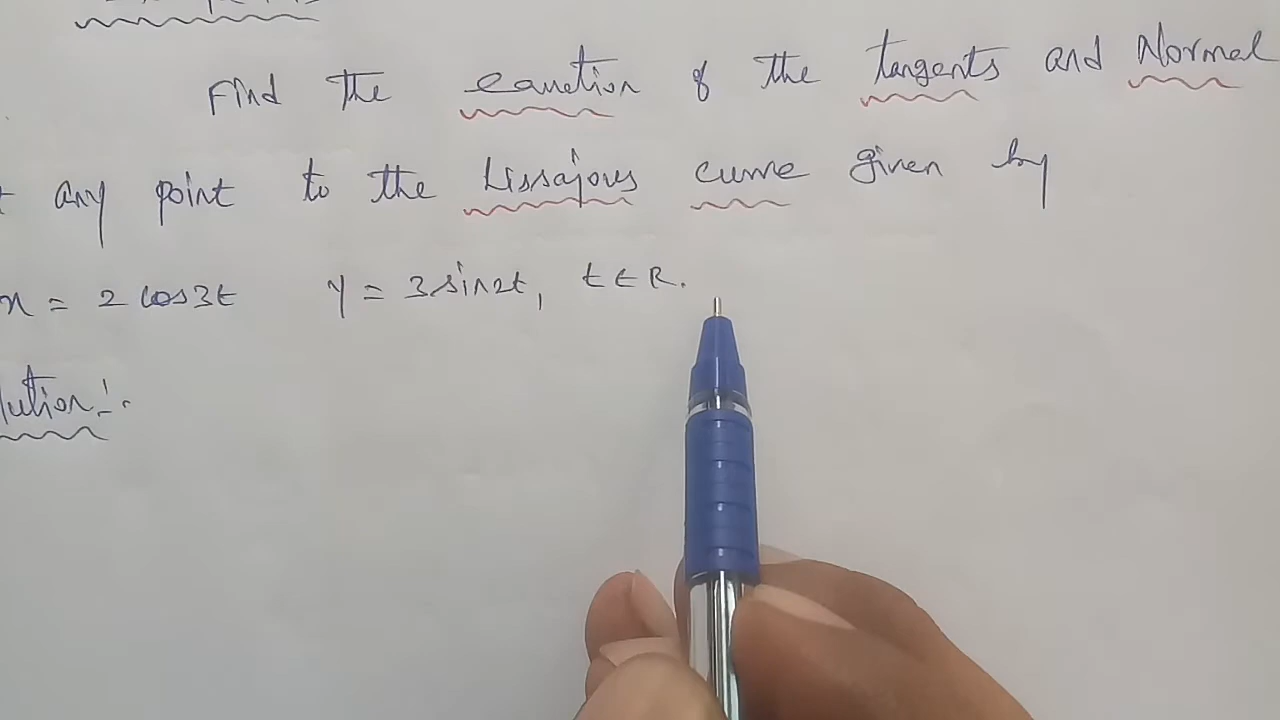 Find the equation of the tangents and Normal
any point to the Lissajous curve given by
x = 2 cos3t y = 3 sin2t, t ∈ R.
lution:-